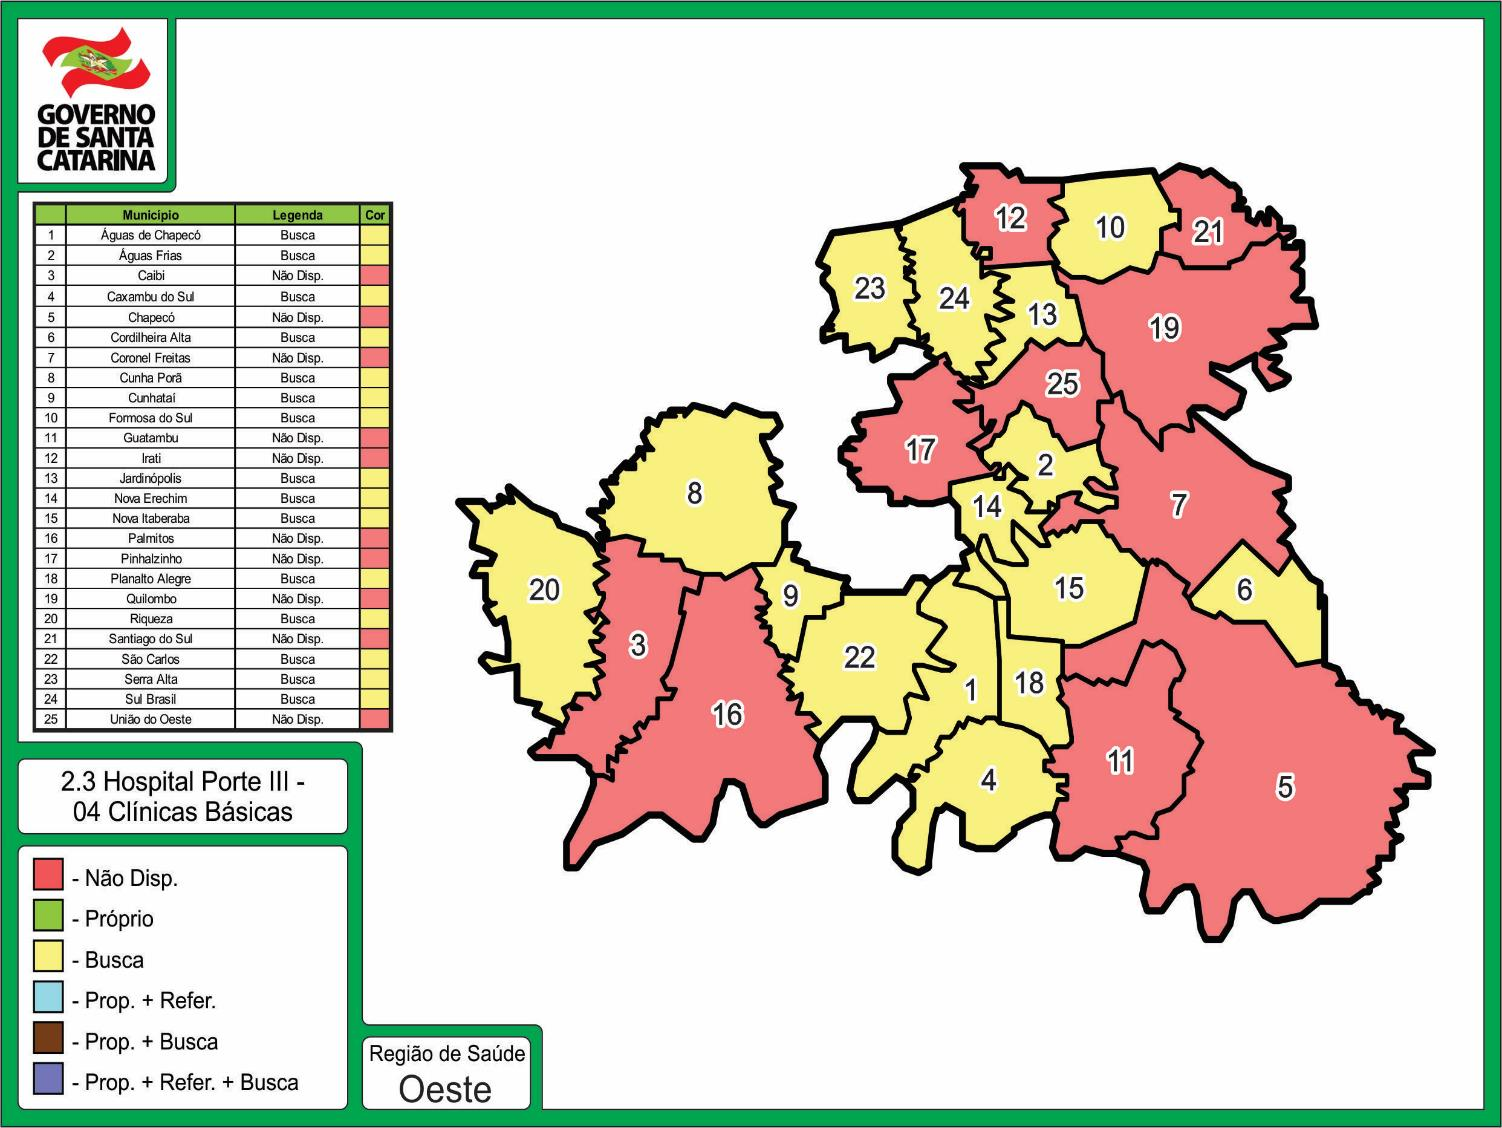 GOVERNO
DE SANTA
CATARINA
Município Legenda Cor
1 Águas de Chapecó Busca
2 Águas Frias Busca
3 Caibi Não Disp.
4 Caxambu do Sul Busca
5 Chapecó Não Disp.
6 Cordilheira Alta Busca
7 Coronel Freitas Não Disp.
8 Cunha Porã Busca
9 Cunhataí Busca
10 Formosa do Sul Busca
11 Guatambu Não Disp.
12 Irati Não Disp.
13 Jardinópolis Busca
14 Nova Erechim Busca
15 Nova Itaberaba Busca
16 Palmitos Não Disp.
17 Pinhalzinho Não Disp.
18 Planalto Alegre Busca
19 Quilombo Não Disp.
20 Riqueza Busca
21 Santiago do Sul Não Disp.
22 São Carlos Busca
23 Serra Alta Busca
24 Sul Brasil Busca
25 União do Oeste Não Disp.
2.3 Hospital Porte III -
04 Clínicas Básicas
- Não Disp.
- Próprio
- Busca
- Prop. + Refer.
- Prop. + Busca
- Prop. + Refer. + Busca
Região de Saúde
Oeste
12
10
21
23
24
13
19
25
17
2
8
14
7
20
9
15
6
3
22
1
18
16
11
4
5